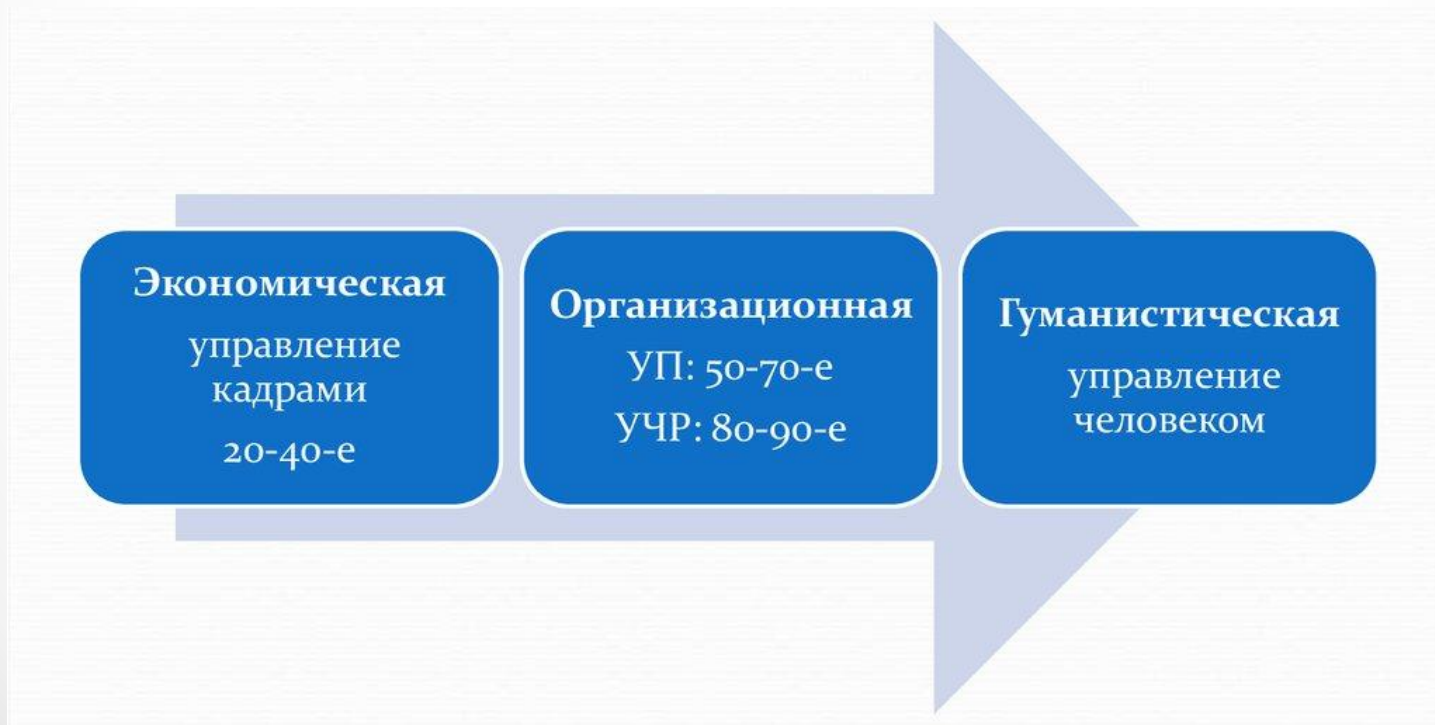 Экономическая
управление
кадрами
20-40-е
Организационная
УП: 50-70-е
УЧР: 80-90-е
Гуманистическая
управление
человеком